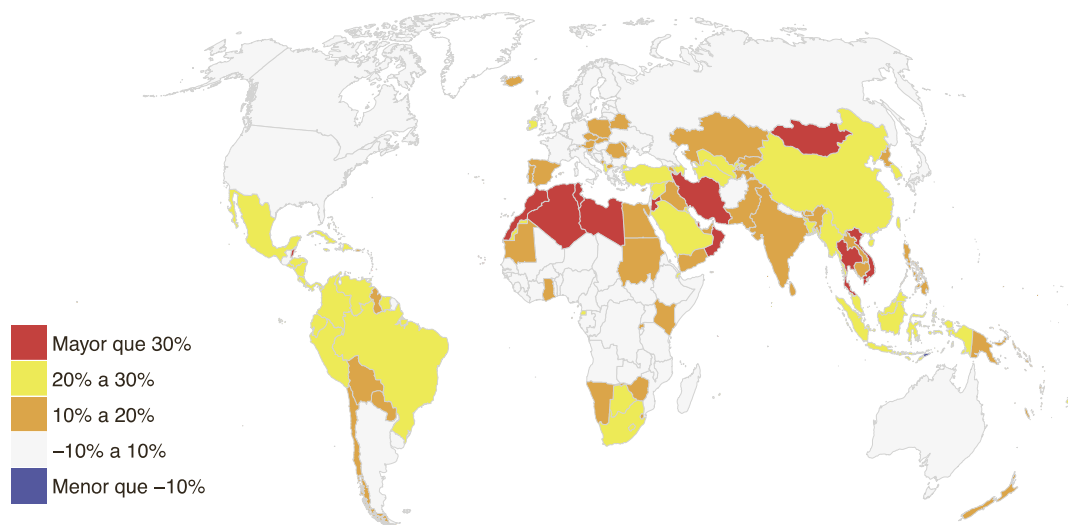 Mayor que 30%
20% a 30%
10% a 20%
–10% a 10%
Menor que –10%